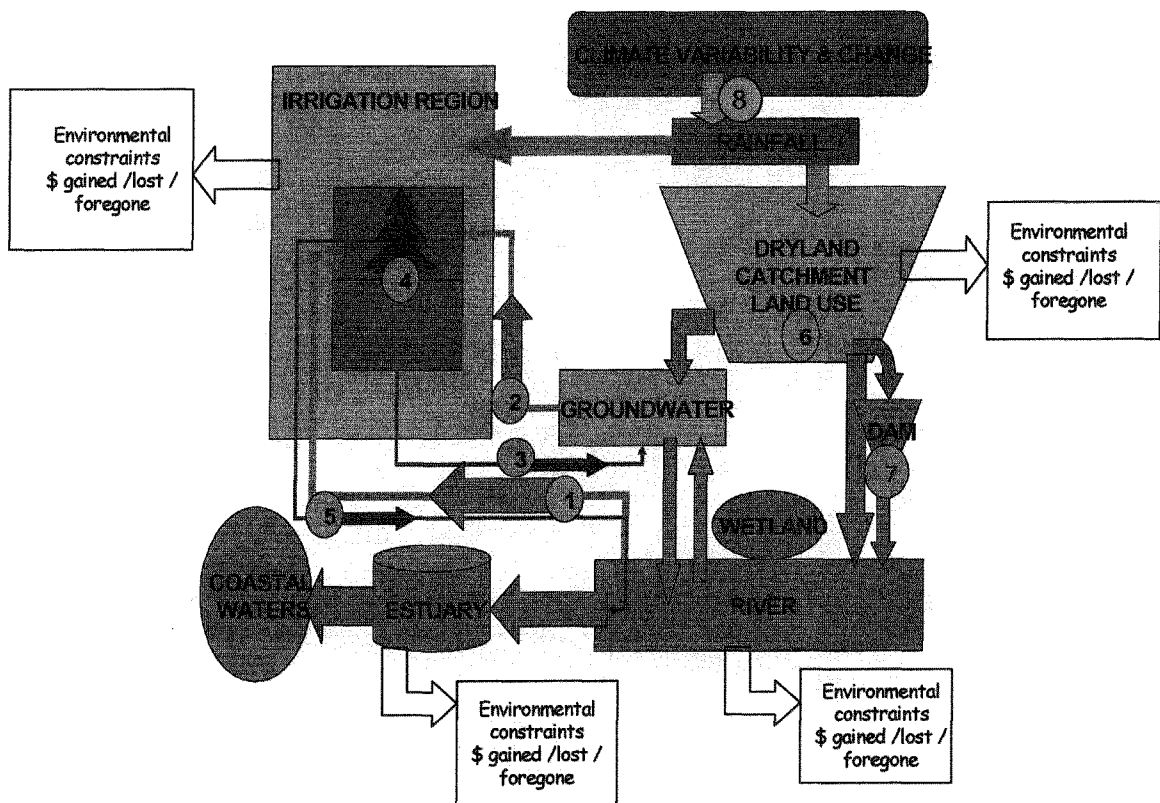 CLIMATE VARIABILITY & CHANGE
8
IRRIGATION REGION
RAINFALL
Environmental
constraints
$ gained /lost /
foregone
4
DRYLAND
CATCHMENT
LAND USE
6
Environmental
constraints
$ gained /lost /
foregone
2
GROUNDWATER
DAM
7
3
1
5
WETLAND
COASTAL
WATERS
ESTUARY
RIVER
Environmental
constraints
$ gained /lost /
foregone
Environmental
constraints
$ gained /lost /
foregone